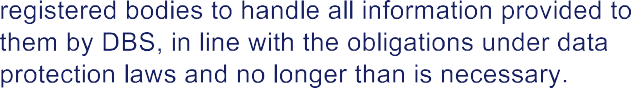 registered bodies to handle all information provided to
them by DBS, in line with the obligations under data
protection laws and no longer than is necessary.